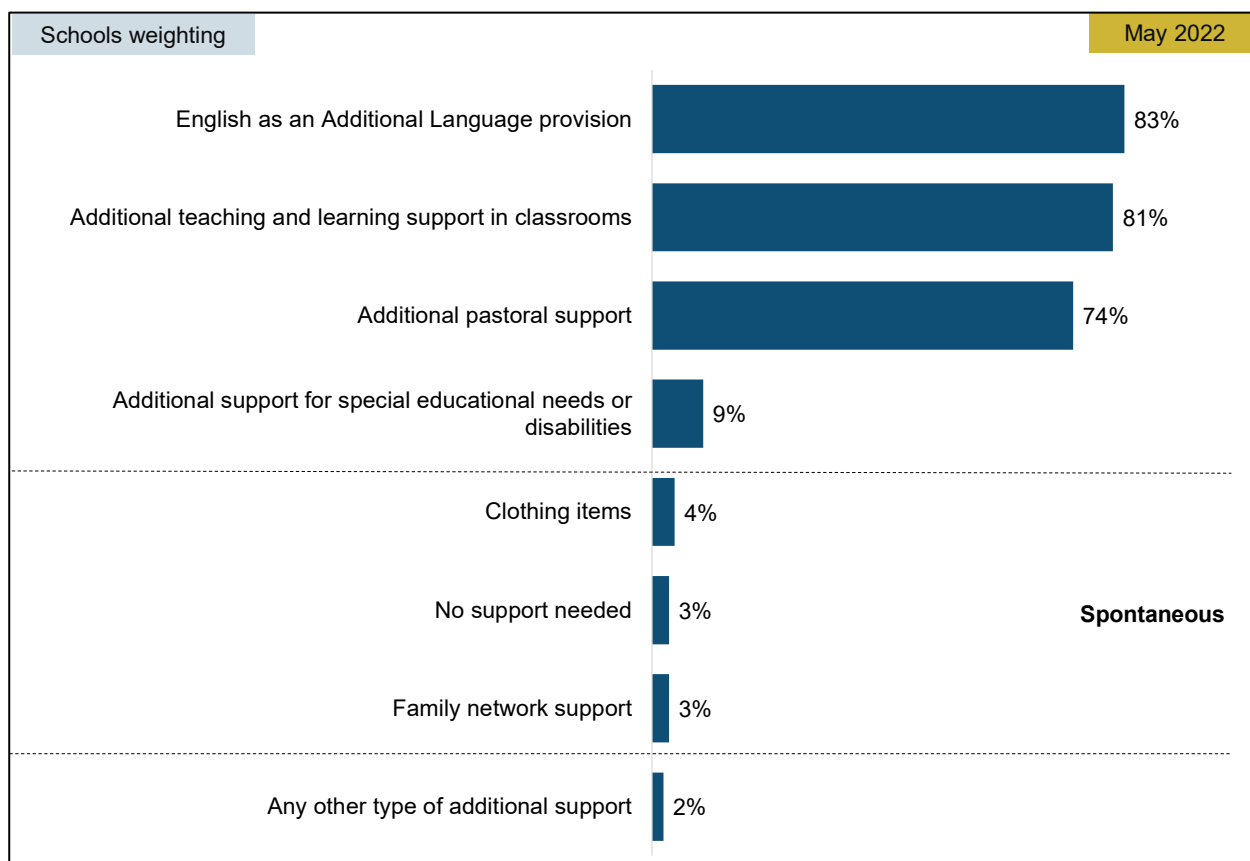 Schools weighting
May 2022
English as an Additional Language provision
83%
Additional teaching and learning support in classrooms
81%
Additional pastoral support
74%
Additional support for special educational needs or
disabilities
9%
Clothing items
4%
No support needed
3%
Spontaneous
Family network support
3%
Any other type of additional support
2%